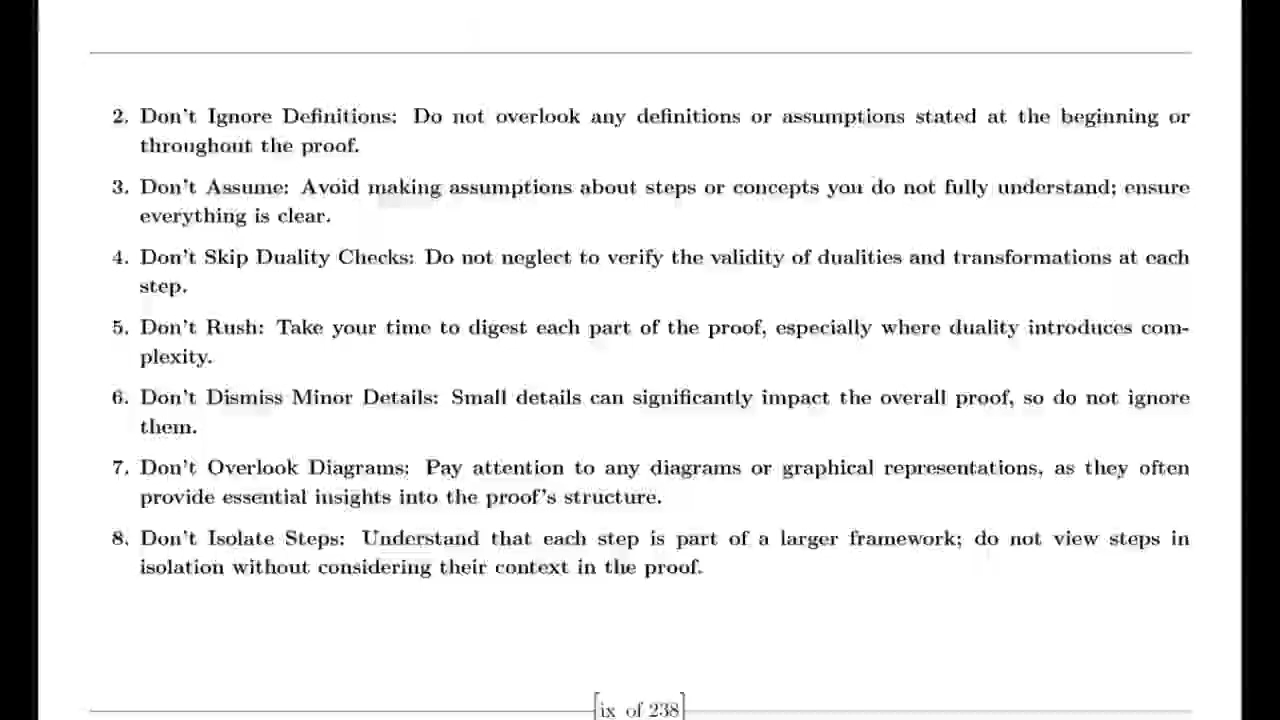 2. Don't Ignore Definitions: Do not overlook any definitions or assumptions stated at the beginning or
throughout the proof.
3. Don't Assume: Avoid making assumptions about steps or concepts you do not fully understand; ensure
everything is clear.
4. Don't Skip Duality Checks: Do not neglect to verify the validity of dualities and transformations at each
step.
5. Don't Rush: Take your time to digest each part of the proof, especially where duality introduces com-
plexity.
6. Don't Dismiss Minor Details: Small details can significantly impact the overall proof, so do not ignore
them.
7. Don't Overlook Diagrams: Pay attention to any diagrams or graphical representations, as they often
provide essential insights into the proof's structure.
8. Don't Isolate Steps: Understand that each step is part of a larger framework; do not view steps in
isolation without considering their context in the proof.
[ix of 238]